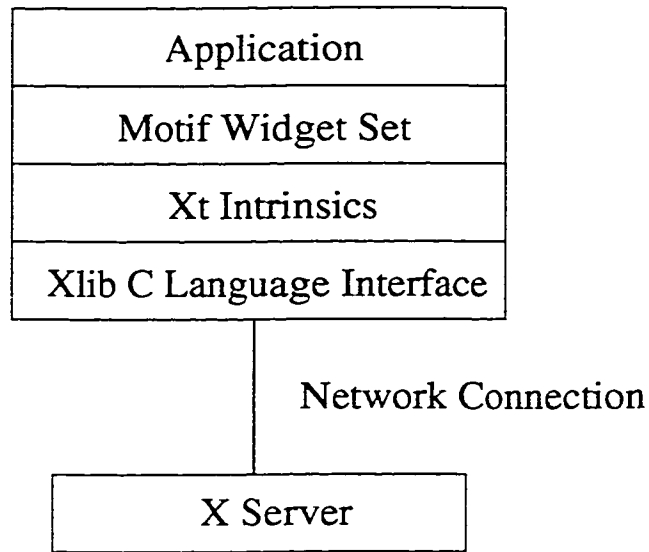 Application
Motif Widget Set
Xt Intrinsics
Xlib C Language Interface
Network Connection
X Server